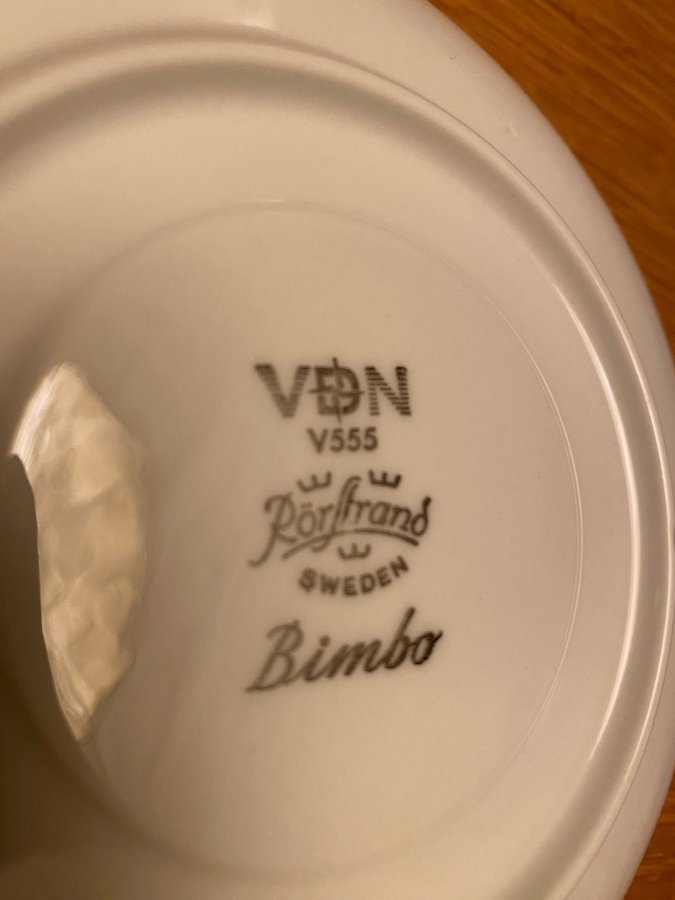 VDN
V555
Rörstrand
SWEDEN
Bimbo